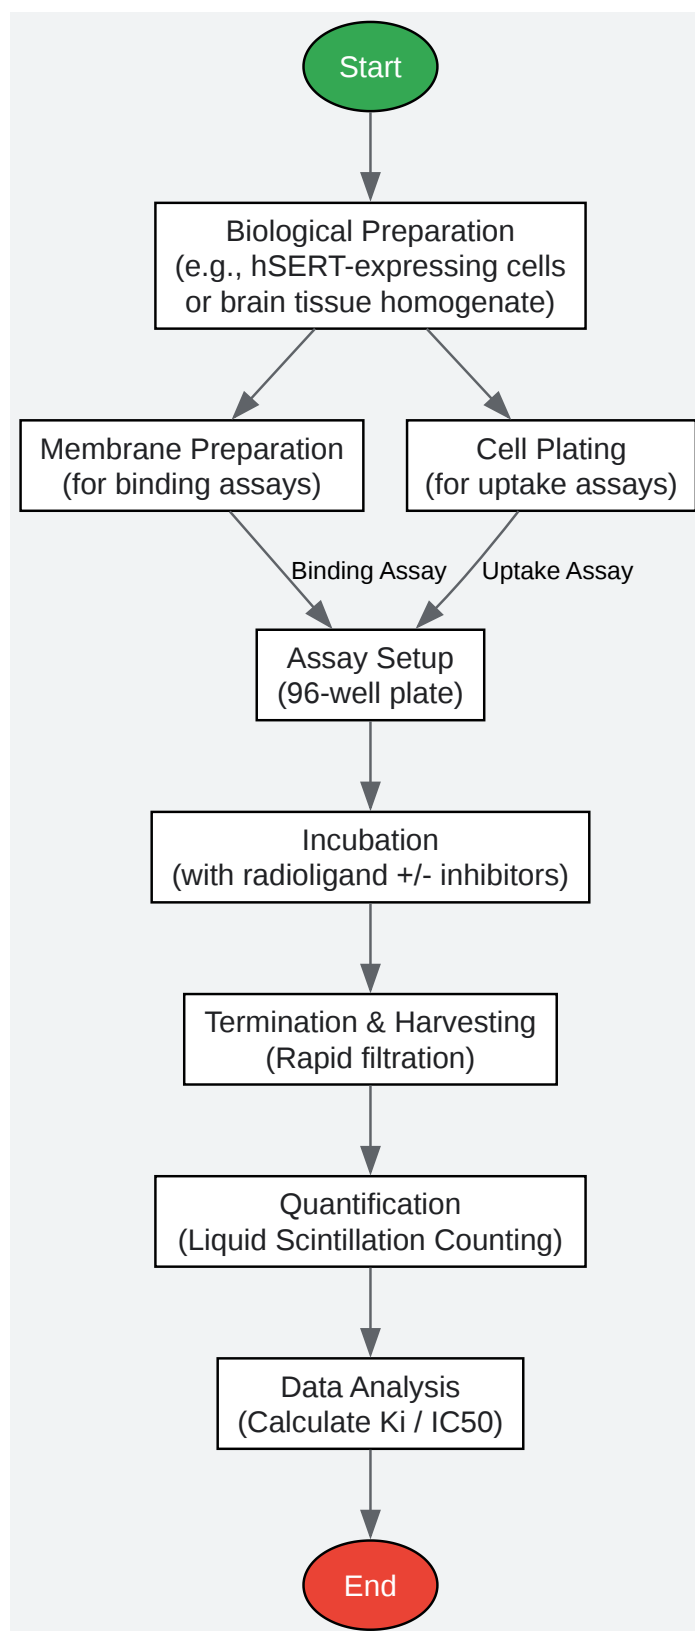 Start
Biological Preparation
(e.g., hSERT-expressing cells
or brain tissue homogenate)
Membrane Preparation
(for binding assays)
Cell Plating
(for uptake assays)
Binding Assay
Uptake Assay
Assay Setup
(96-well plate)
Incubation
(with radioligand +/- inhibitors)
Termination & Harvesting
(Rapid filtration)
Quantification
(Liquid Scintillation Counting)
Data Analysis
(Calculate Ki / IC50)
End